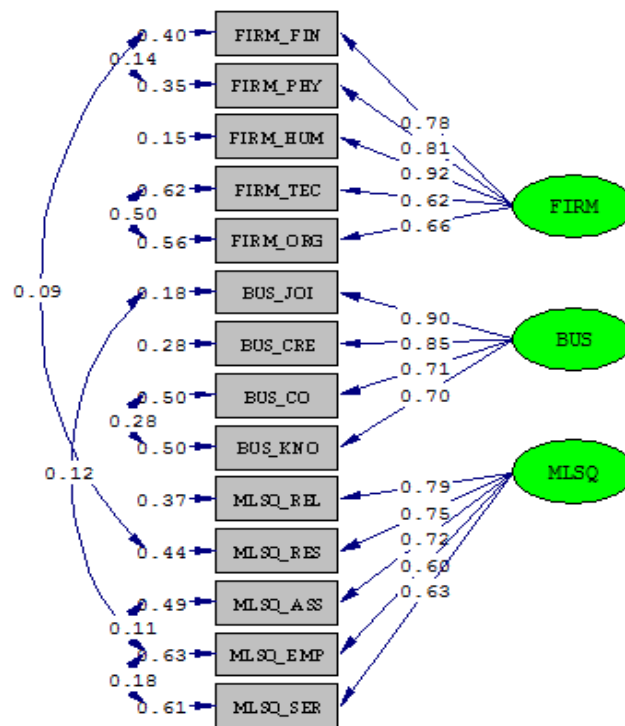 0.40 FIRM_FIN
0.14
0.35 FIRM_PHY
0.78
0.15 FIRM_HUM
0.81
0.92
0.62 FIRM_TEC
0.62
FIRM
0.50
0.66
0.56 FIRM_ORG
0.09
0.18 BUS_JOI
0.90
0.28 BUS_CRE
0.85
BUS
0.71
0.50 BUS_CO
0.70
0.28
0.50 BUS_KNO
0.12
MLSQ
0.37 MLSQ_REL
0.79
0.75
0.44 MLSQ_RES
0.72
0.60
0.63
0.49 MLSQ_ASS
0.11
0.63 MLSQ_EMP
0.18
0.61 MLSQ_SER